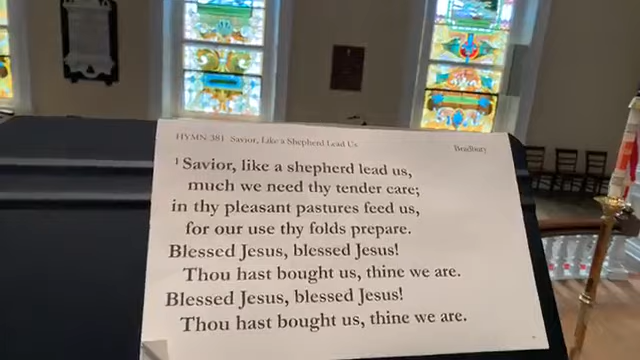 HYMN 381 Savior, Like a Shepherd Lead Us
Bradbury
1 Savior, like a shepherd lead us,
much we need thy tender care;
in thy pleasant pastures feed us,
for our use thy folds prepare.
Blessed Jesus, blessed Jesus!
Thou hast bought us, thine we are.
Blessed Jesus, blessed Jesus!
Thou hast bought us, thine we are.